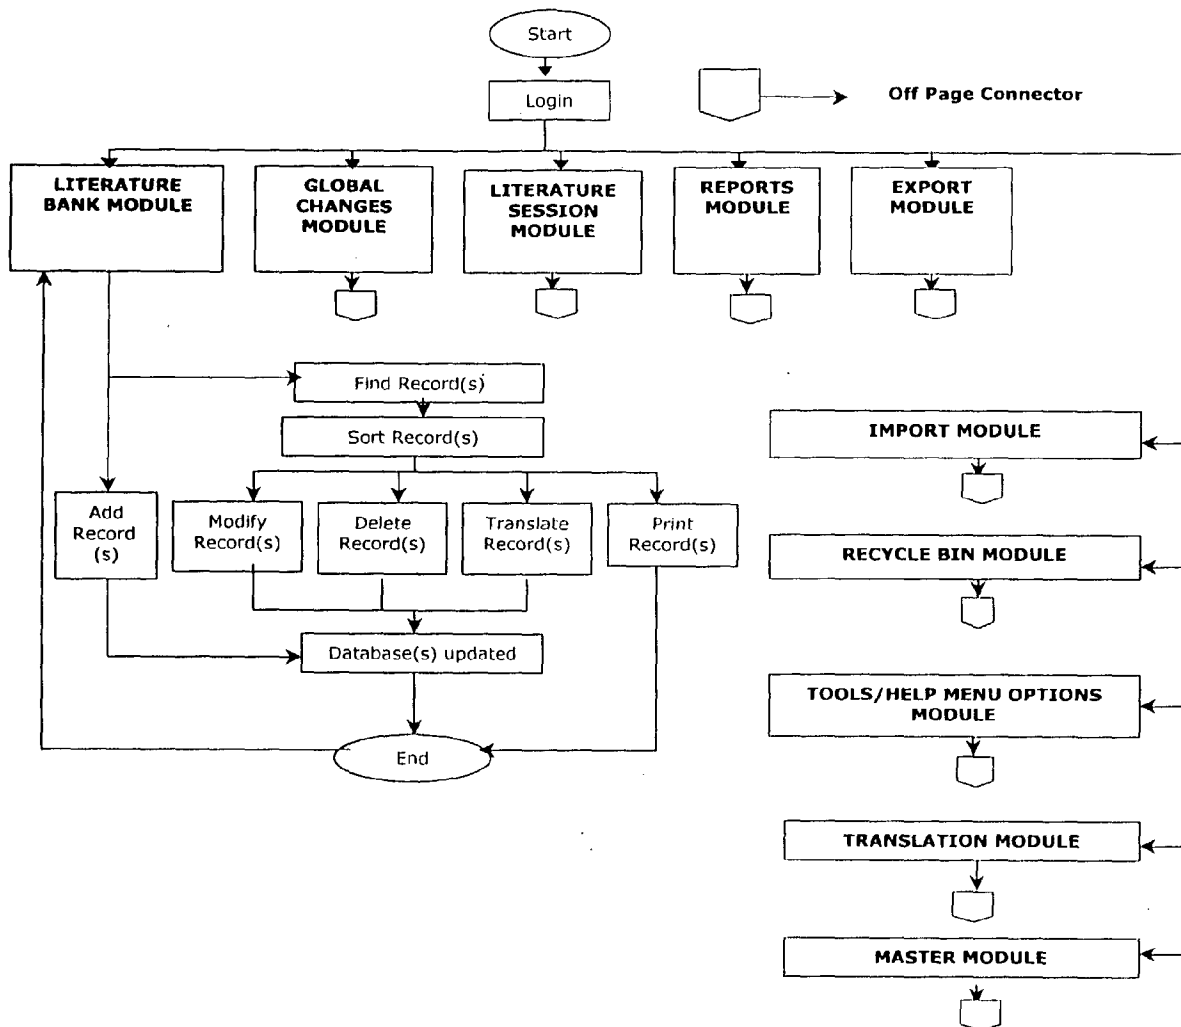 Start
Login
Off Page Connector
LITERATURE
BANK MODULE
GLOBAL
CHANGES
MODULE
LITERATURE
SESSION
MODULE
REPORTS
MODULE
EXPORT
MODULE
Find Record(s)
Sort Record(s)
IMPORT MODULE
Add
Record
(s)
Modify
Record(s)
Delete
Record(s)
Translate
Record(s)
Print
Record(s)
RECYCLE BIN MODULE
Database(s) updated
TOOLS/HELP MENU OPTIONS
MODULE
End
TRANSLATION MODULE
MASTER MODULE